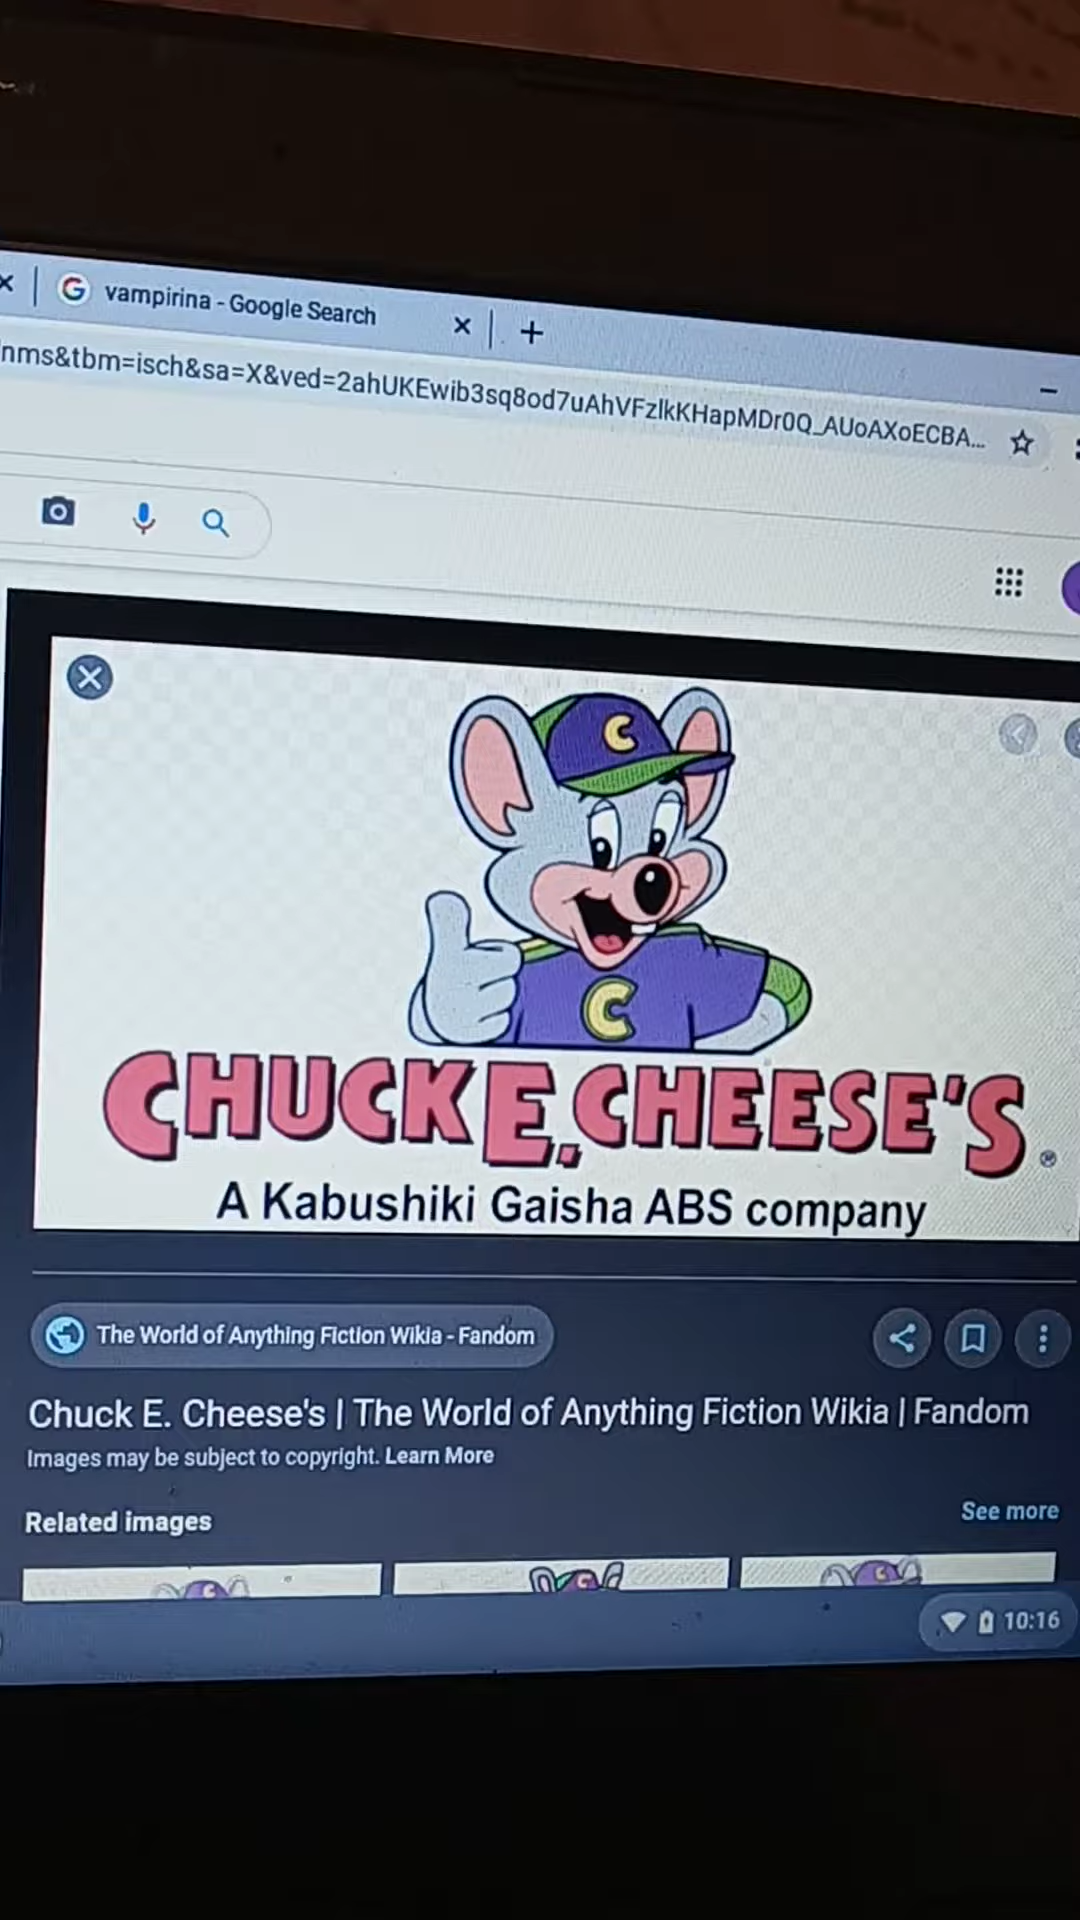 vampirina - Google Search
nms&tbm=isch&sa=X&ved=2ahUKEwib3sq8od7uAhVFzlkKHapMDr0Q_AUoAXoECBA...
C
C
CHUCK E. CHEESE'S
A Kabushiki Gaisha ABS company
The World of Anything Fiction Wikia - Fandom
Chuck E. Cheese's | The World of Anything Fiction Wikia | Fandom
Images may be subject to copyright. Learn More
Related images
See more
10:16